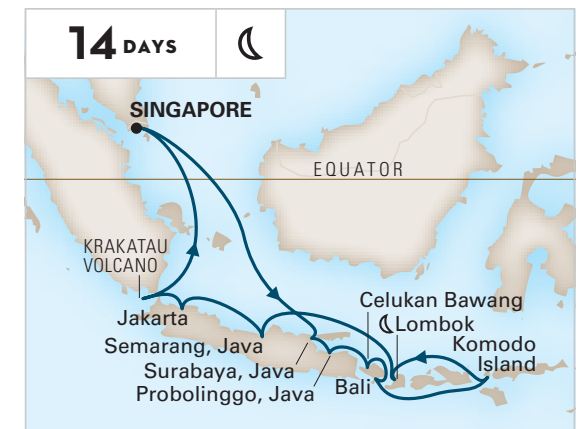 14 DAYS
SINGAPORE
EQUATOR
KRAKATAU
VOLCANO
Celukan Bawang
Jakarta
Lombok
Semarang, Java
Komodo
Island
Surabaya, Java
Probolinggo, Java
Bali